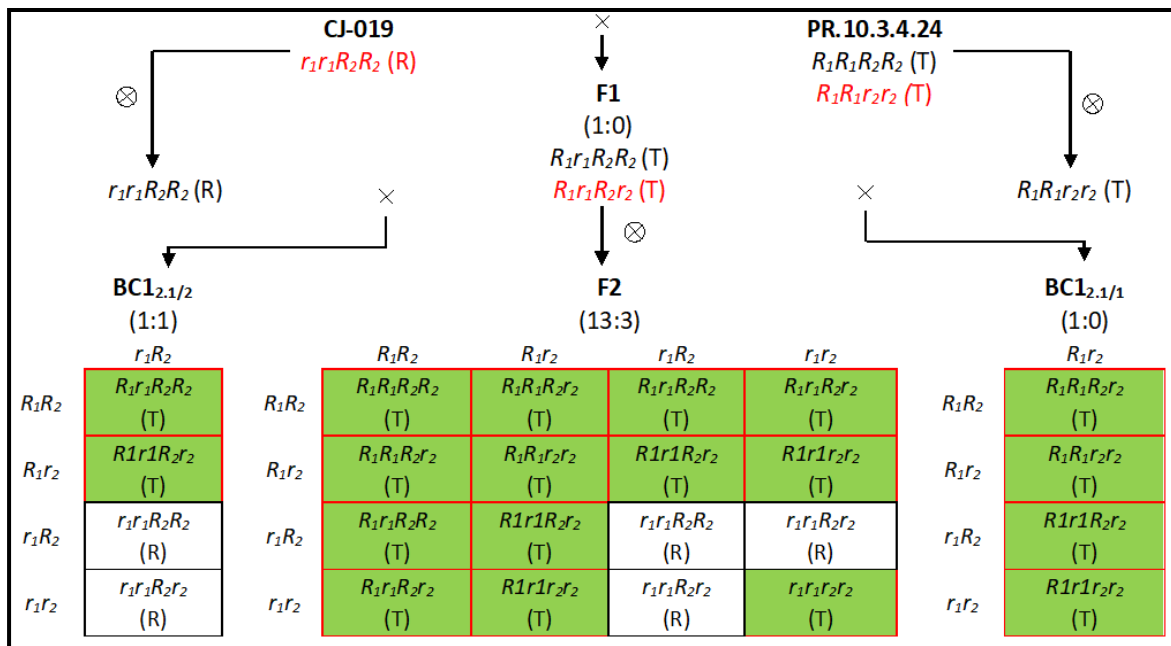 CJ-019
r₁r₁R₂R₂ (R)
×
PR.10.3.4.24
R₁R₁R₂R₂ (T)
R₁R₁r₂r₂ (T)
⊗
F1
(1:0)
R₁r₁R₂R₂ (T)
R₁r₁R₂r₂ (T)
⊗
r₁r₁R₂R₂ (R)
×
×
R₁R₁r₂r₂ (T)
⊗
BC1₂.₁/₂
(1:1)
F2
(13:3)
BC1₂.₁/₁
(1:0)
r₁R₂
R₁R₂ R₁r₂ r₁R₂ r₁r₂
R₁r₂
R₁R₂ R₁r₁R₂R₂ R₁R₂ R₁R₁R₂R₂ R₁R₁R₂r₂ R₁r₁R₂R₂ R₁r₁R₂r₂ R₁R₂ R₁R₁R₂r₂
(T) (T) (T) (T) (T) (T)
R₁r₂ R1r1R₂r₂ R₁r₂ R₁R₁R₂r₂ R₁R₁r₂r₂ R1r1R₂r₂ R1r1r₂r₂ R₁r₂ R₁R₁r₂r₂
(T) (T) (T) (T) (T) (T)
r₁R₂ r₁r₁R₂R₂ r₁R₂ R₁r₁R₂R₂ R1r1R₂r₂ r₁r₁R₂R₂ r₁r₁R₂r₂ r₁R₂ R1r1R₂r₂
(R) (T) (T) (R) (R) (T)
r₁r₂ r₁r₁R₂r₂ r₁r₂ R₁r₁R₂r₂ R1r1r₂r₂ r₁r₁R₂r₂ r₁r₁r₂r₂ r₁r₂ R1r1r₂r₂
(R) (T) (T) (R) (T) (T)